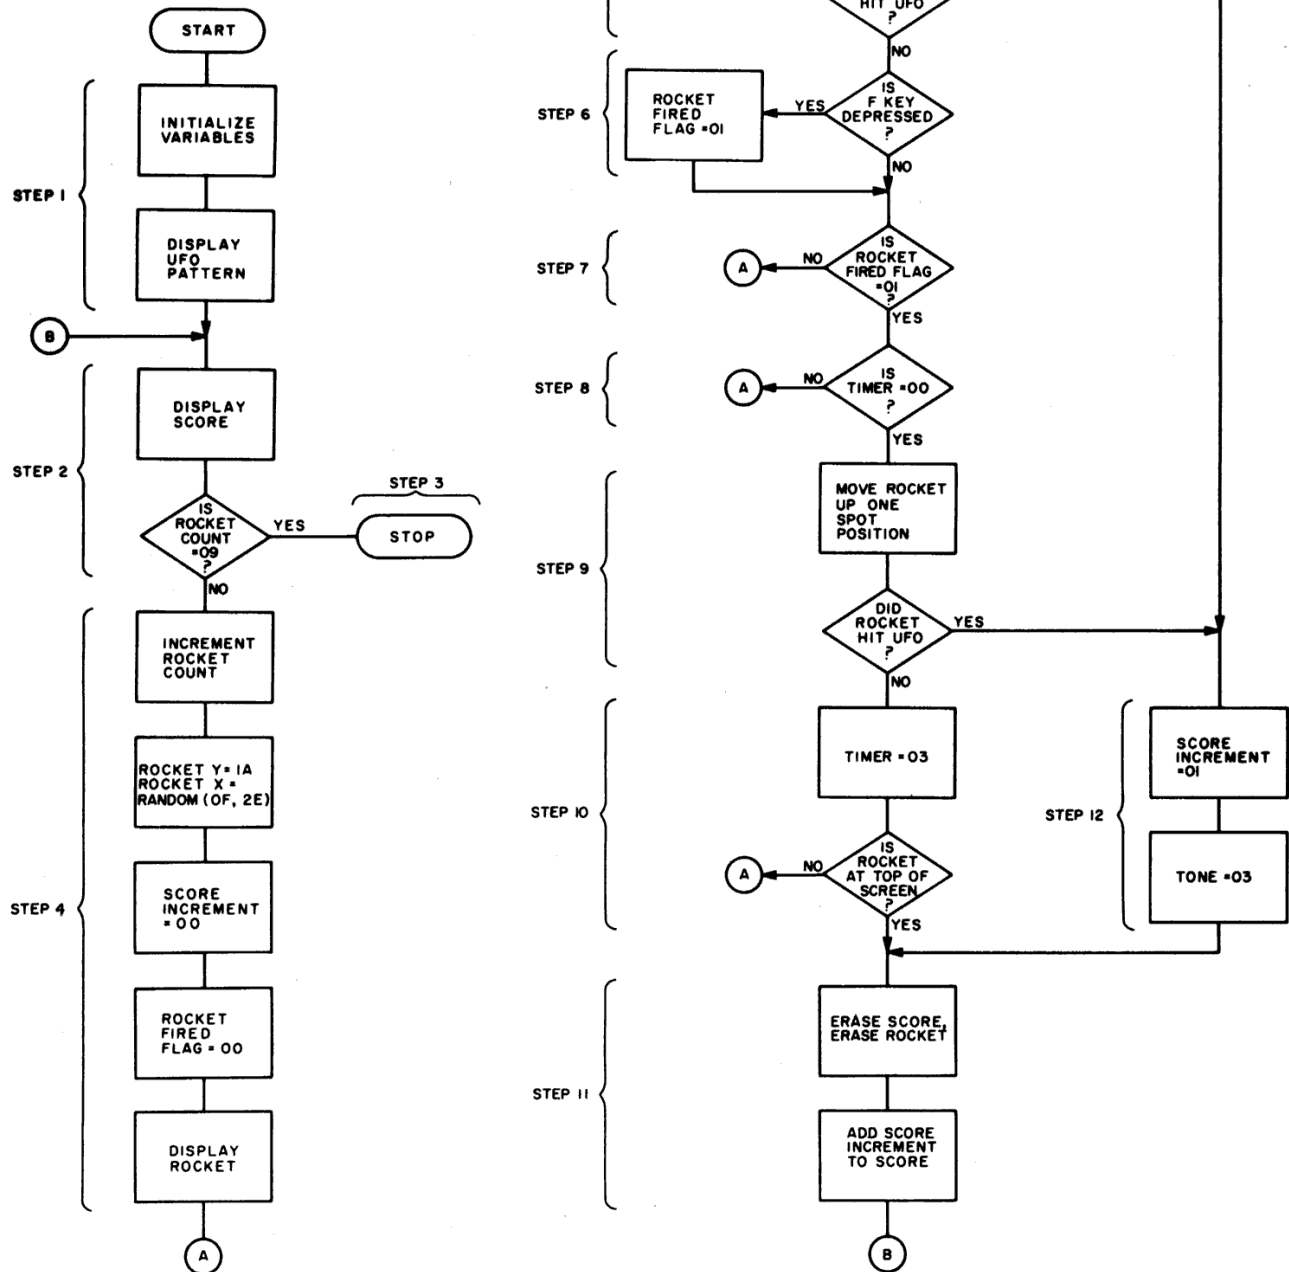 START
STEP 1
INITIALIZE
VARIABLES
DISPLAY
UFO
PATTERN
B
STEP 2
DISPLAY
SCORE
IS
ROCKET
COUNT
=09
?
YES
NO
STEP 3
STOP
STEP 4
INCREMENT
ROCKET
COUNT
ROCKET Y= 1A
ROCKET X =
RANDOM (0F, 2E)
SCORE
INCREMENT
= 00
ROCKET
FIRED
FLAG = 00
DISPLAY
ROCKET
A
HIT UFO
?
NO
STEP 6
ROCKET
FIRED
FLAG =01
YES
IS
F KEY
DEPRESSED
?
NO
STEP 7
A
NO
IS
ROCKET
FIRED FLAG
=01
?
YES
STEP 8
A
NO
IS
TIMER =00
?
YES
STEP 9
MOVE ROCKET
UP ONE
SPOT
POSITION
DID
ROCKET
HIT UFO
?
YES
NO
STEP 10
TIMER = 03
A
NO
IS
ROCKET
AT TOP OF
SCREEN
?
YES
STEP 12
SCORE
INCREMENT
=01
TONE =03
STEP 11
ERASE SCORE,
ERASE ROCKET
ADD SCORE
INCREMENT
TO SCORE
B